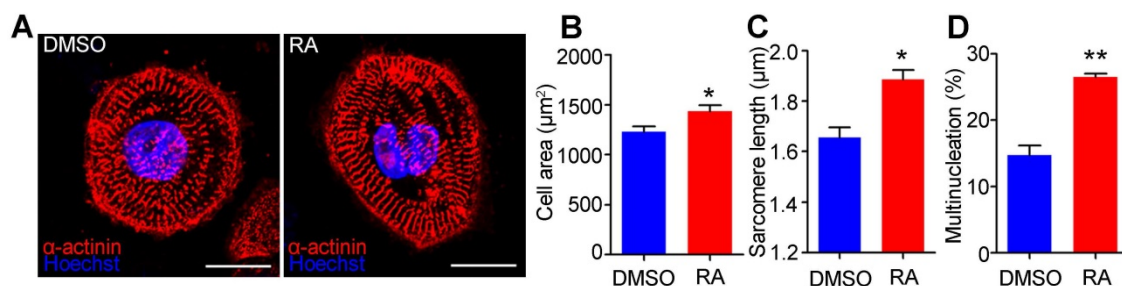 A
DMSO
α-actinin
Hoechst
RA
α-actinin
Hoechst
B
Cell area (μm²)
2000
1500
1000
500
0
*
DMSO
RA
C
Sarcomere length (μm)
2.0
1.8
1.6
1.4
1.2
*
DMSO
RA
D
Multinucleation (%)
30
20
10
0
**
DMSO
RA